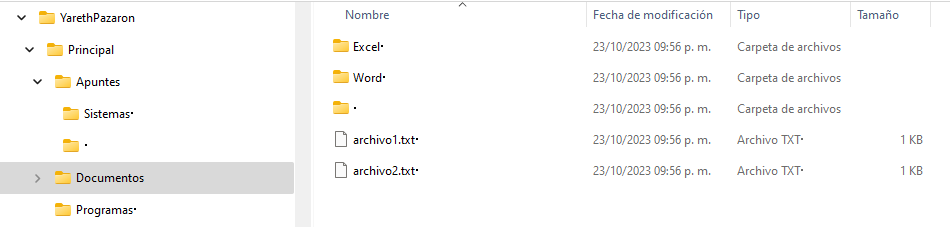 YarethPazaron
Principal
Apuntes
Sistemas·
·
Documentos
Programas·
Nombre Fecha de modificación Tipo Tamaño
Excel· 23/10/2023 09:56 p. m. Carpeta de archivos
Word· 23/10/2023 09:56 p. m. Carpeta de archivos
· 23/10/2023 09:56 p. m. Carpeta de archivos
archivo1.txt· 23/10/2023 09:56 p. m. Archivo TXT· 1 KB
archivo2.txt· 23/10/2023 09:56 p. m. Archivo TXT· 1 KB